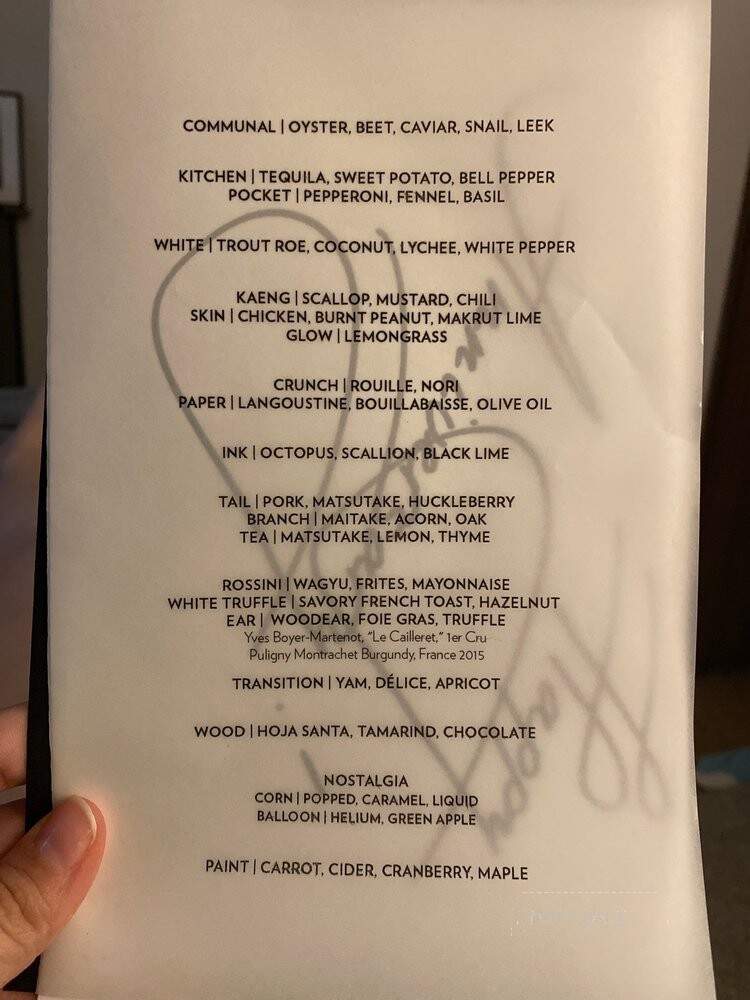 COMMUNAL | OYSTER, BEET, CAVIAR, SNAIL, LEEK
KITCHEN | TEQUILA, SWEET POTATO, BELL PEPPER
POCKET | PEPPERONI, FENNEL, BASIL
WHITE | TROUT ROE, COCONUT, LYCHEE, WHITE PEPPER
KAENG | SCALLOP, MUSTARD, CHILI
SKIN | CHICKEN, BURNT PEANUT, MAKRUT LIME
GLOW | LEMONGRASS
CRUNCH | ROUILLE, NORI
PAPER | LANGOUSTINE, BOUILLABAISSE, OLIVE OIL
INK | OCTOPUS, SCALLION, BLACK LIME
TAIL | PORK, MATSUTAKE, HUCKLEBERRY
BRANCH | MAITAKE, ACORN, OAK
TEA | MATSUTAKE, LEMON, THYME
ROSSINI | WAGYU, FRITES, MAYONNAISE
WHITE TRUFFLE | SAVORY FRENCH TOAST, HAZELNUT
EAR | WOODEAR, FOIE GRAS, TRUFFLE
Yves Boyer-Martenot, "Le Cailleret," 1er Cru
Puligny Montrachet Burgundy, France 2015
TRANSITION | YAM, DÉLICE, APRICOT
WOOD | HOJA SANTA, TAMARIND, CHOCOLATE
NOSTALGIA
CORN | POPPED, CARAMEL, LIQUID
BALLOON | HELIUM, GREEN APPLE
PAINT | CARROT, CIDER, CRANBERRY, MAPLE
Happy